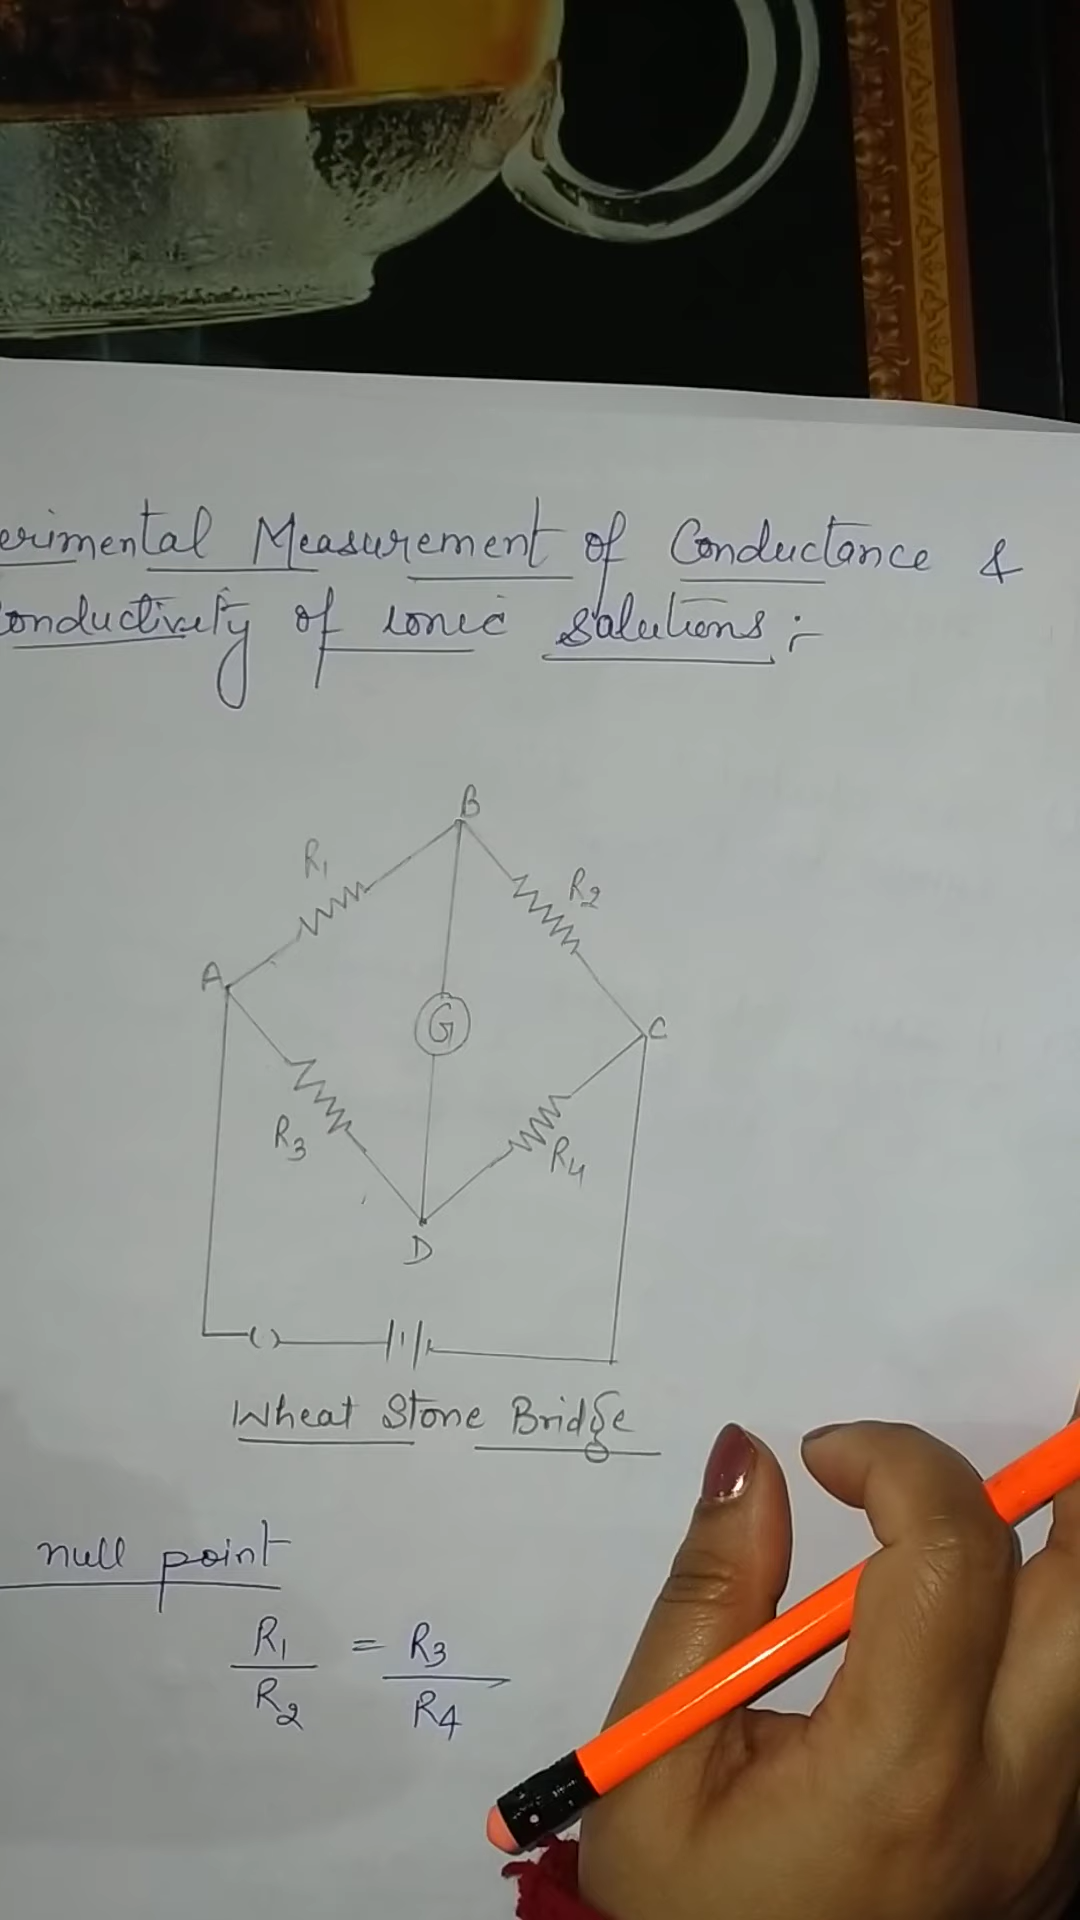 erimental Measurement of Conductance &
onductivity of ionic Salutions :-
B
R1
R2
A
G
C
R3
R4
D
Wheat Stone Bridge
null point
R1 = R3
R2 R4